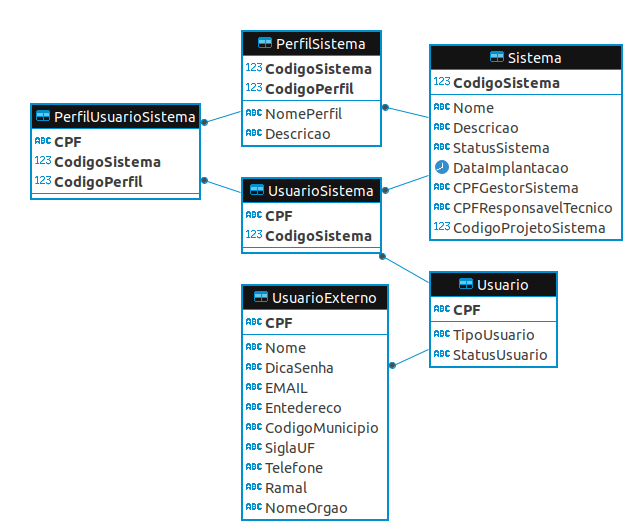 PerfilSistema
123 CodigoSistema
123 CodigoPerfil
ABC NomePerfil
ABC Descricao
Sistema
123 CodigoSistema
ABC Nome
ABC Descricao
ABC StatusSistema
DataImplantacao
ABC CPFGestorSistema
ABC CPFResponsavelTecnico
123 CodigoProjetoSistema
PerfilUsuarioSistema
ABC CPF
123 CodigoSistema
123 CodigoPerfil
UsuarioSistema
ABC CPF
123 CodigoSistema
Usuario
ABC CPF
ABC TipoUsuario
ABC StatusUsuario
UsuarioExterno
ABC CPF
ABC Nome
ABC DicaSenha
ABC EMAIL
ABC Entedereco
ABC CodigoMunicipio
ABC SiglaUF
ABC Telefone
ABC Ramal
ABC NomeOrgao